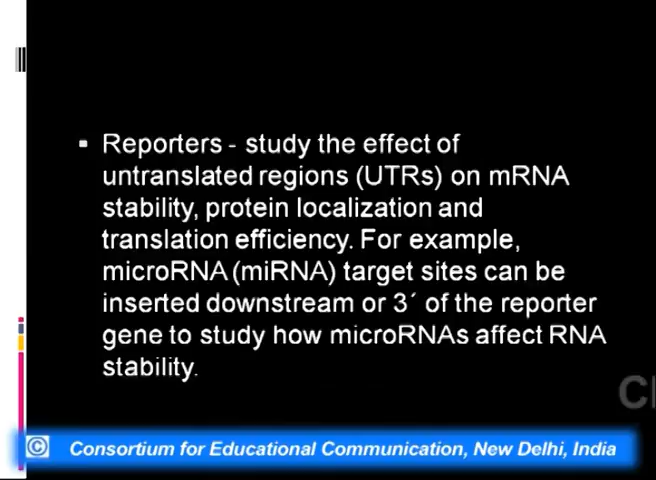 ▪ Reporters - study the effect of
untranslated regions (UTRs) on mRNA
stability, protein localization and
translation efficiency. For example,
microRNA (miRNA) target sites can be
inserted downstream or 3´ of the reporter
gene to study how microRNAs affect RNA
stability.
© Consortium for Educational Communication, New Delhi, India